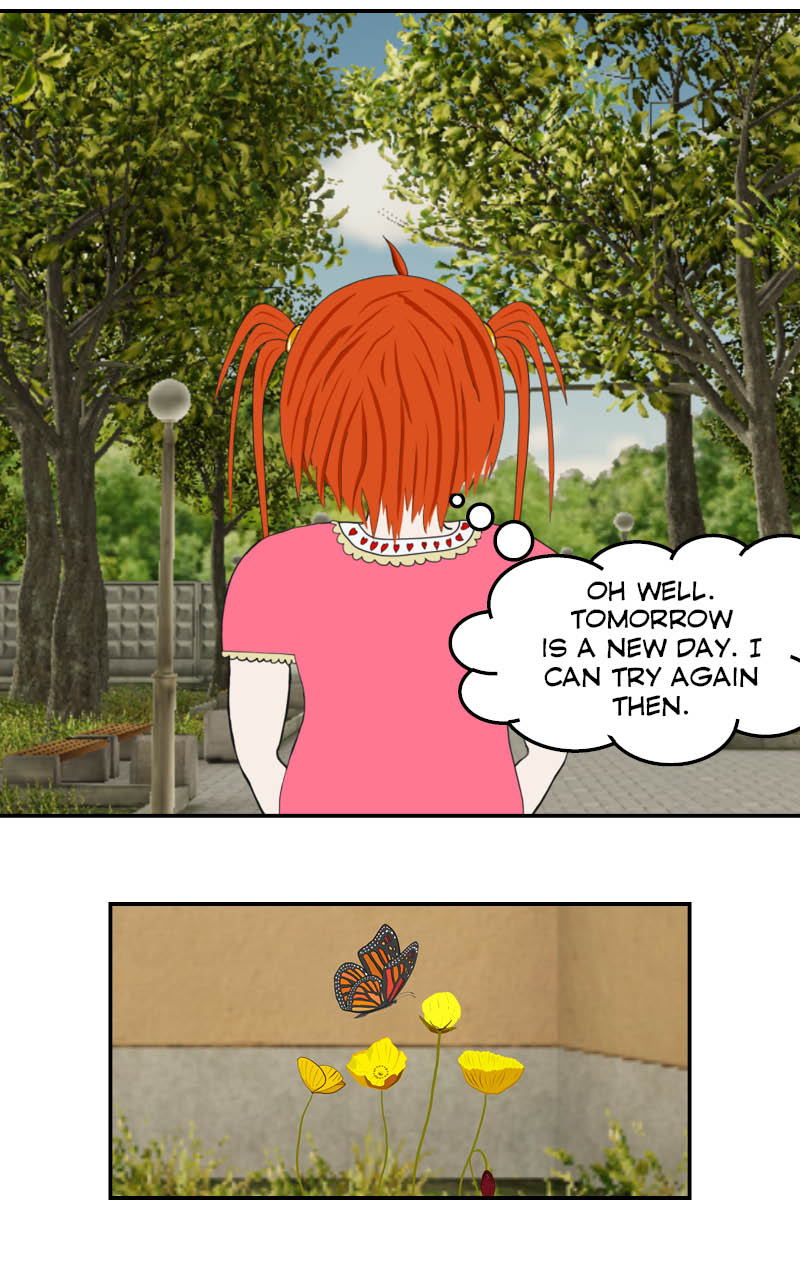 OH WELL.
TOMORROW
IS A NEW DAY. I
CAN TRY AGAIN
THEN.